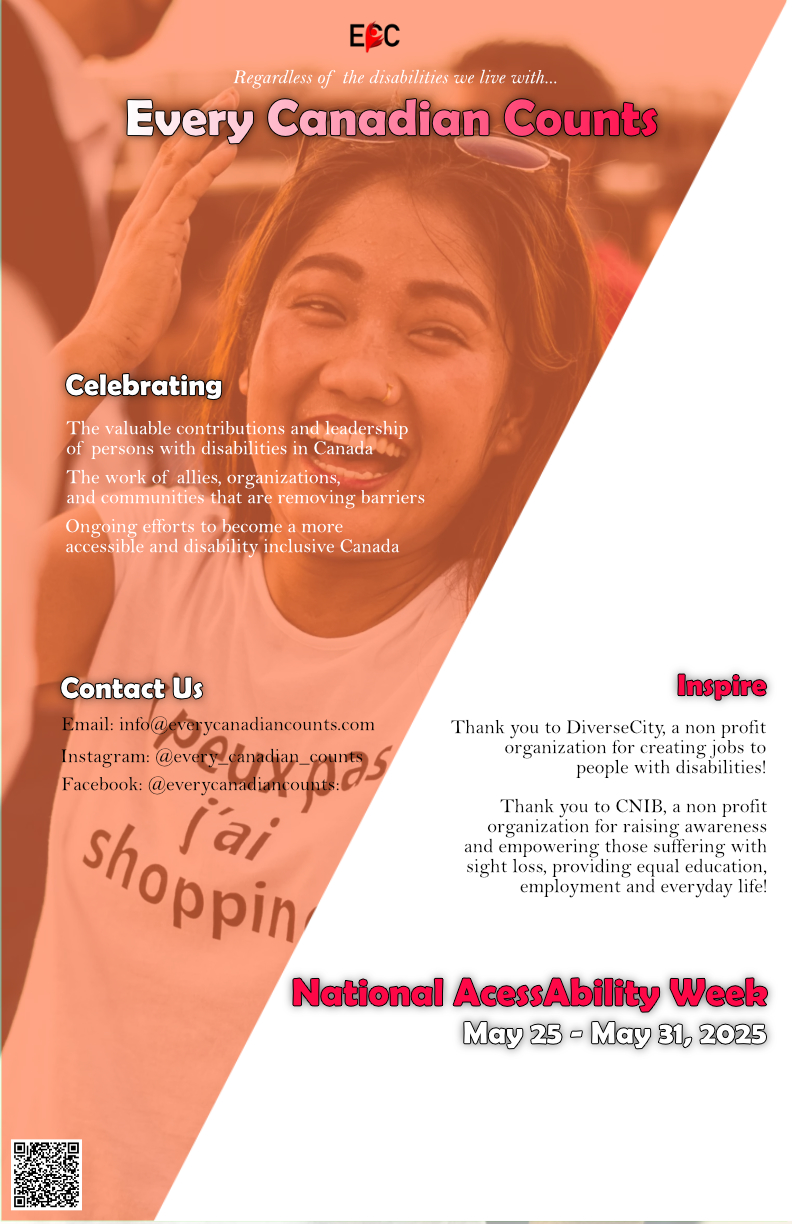 ECC
Regardless of the disabilities we live with...
Every Canadian Counts
Celebrating
The valuable contributions and leadership
of persons with disabilities in Canada
The work of allies, organizations,
and communities that are removing barriers
Ongoing efforts to become a more
accessible and disability inclusive Canada
Contact Us
Email: info@everycanadiancounts.com
Instagram: @every_canadian_counts
Facebook: @everycanadiancounts:
peux pas
j'ai
shopping
Inspire
Thank you to DiverseCity, a non profit
organization for creating jobs to
people with disabilities!
Thank you to CNIB, a non profit
organization for raising awareness
and empowering those suffering with
sight loss, providing equal education,
employment and everyday life!
National AcessAbility Week
May 25 - May 31, 2025